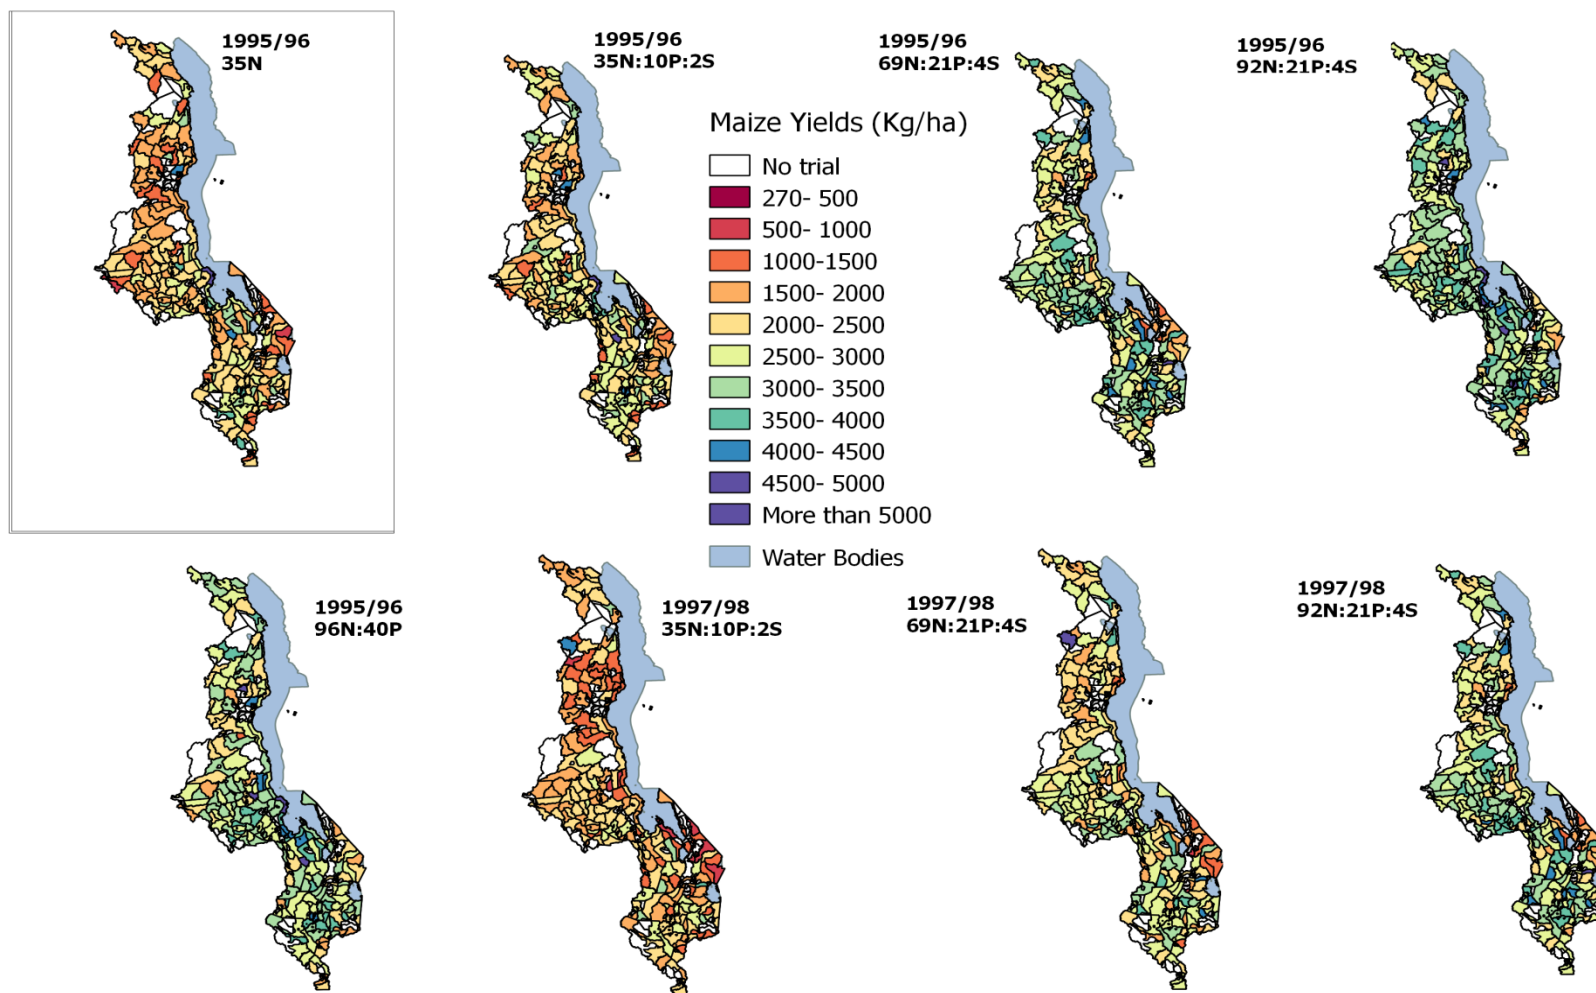 1995/96
35N
1995/96
35N:10P:2S
1995/96
69N:21P:4S
1995/96
92N:21P:4S
Maize Yields (Kg/ha)
No trial
270- 500
500- 1000
1000-1500
1500- 2000
2000- 2500
2500- 3000
3000- 3500
3500- 4000
4000- 4500
4500- 5000
More than 5000
Water Bodies
1995/96
96N:40P
1997/98
35N:10P:2S
1997/98
69N:21P:4S
1997/98
92N:21P:4S